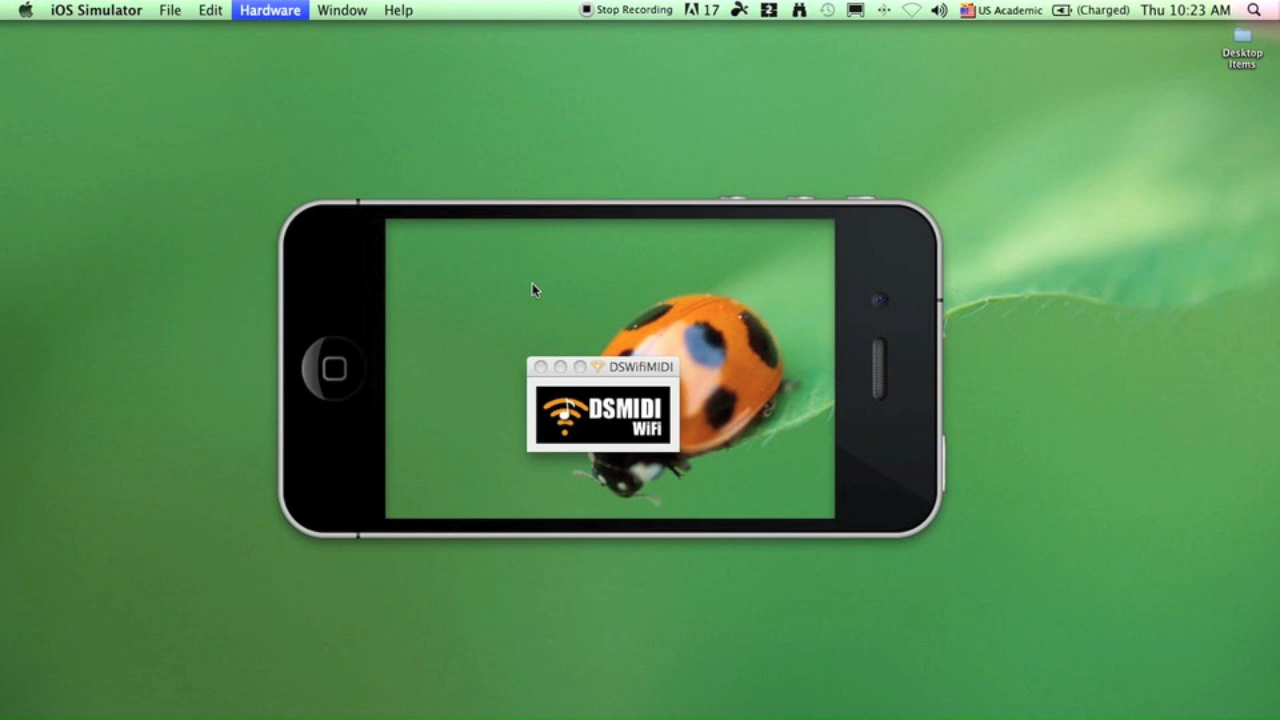 iOS Simulator File Edit Hardware Window Help Stop Recording 17 US Academic (Charged) Thu 10:23 AM
Desktop
Items
DSWifiMIDI
DSMIDI
WiFi